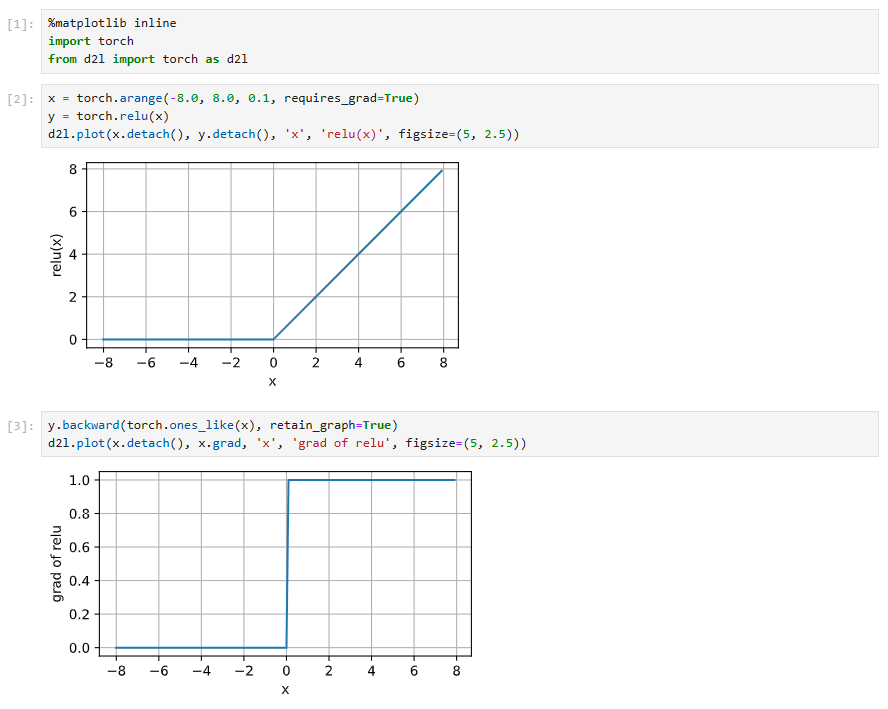 [1]: %matplotlib inline
import torch
from d2l import torch as d2l
[2]: x = torch.arange(-8.0, 8.0, 0.1, requires_grad=True)
y = torch.relu(x)
d2l.plot(x.detach(), y.detach(), 'x', 'relu(x)', figsize=(5, 2.5))
8
6
4
2
0
relu(x)
−8 −6 −4 −2 0 2 4 6 8
x
[3]: y.backward(torch.ones_like(x), retain_graph=True)
d2l.plot(x.detach(), x.grad, 'x', 'grad of relu', figsize=(5, 2.5))
1.0
0.8
0.6
0.4
0.2
0.0
grad of relu
−8 −6 −4 −2 0 2 4 6 8
x